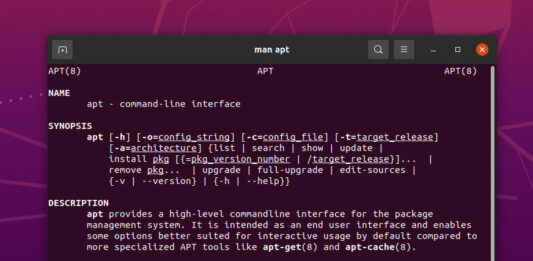 man apt
APT(8) APT APT(8)
NAME
apt - command-line interface
SYNOPSIS
apt [-h] [-o=config_string] [-c=config_file] [-t=target_release]
[-a=architecture] {list | search | show | update |
install pkg [{=pkg_version_number | /target_release}]... |
remove pkg... | upgrade | full-upgrade | edit-sources |
{-v | --version} | {-h | --help}}
DESCRIPTION
apt provides a high-level commandline interface for the package
management system. It is intended as an end user interface and enables
some options better suited for interactive usage by default compared to
more specialized APT tools like apt-get(8) and apt-cache(8).